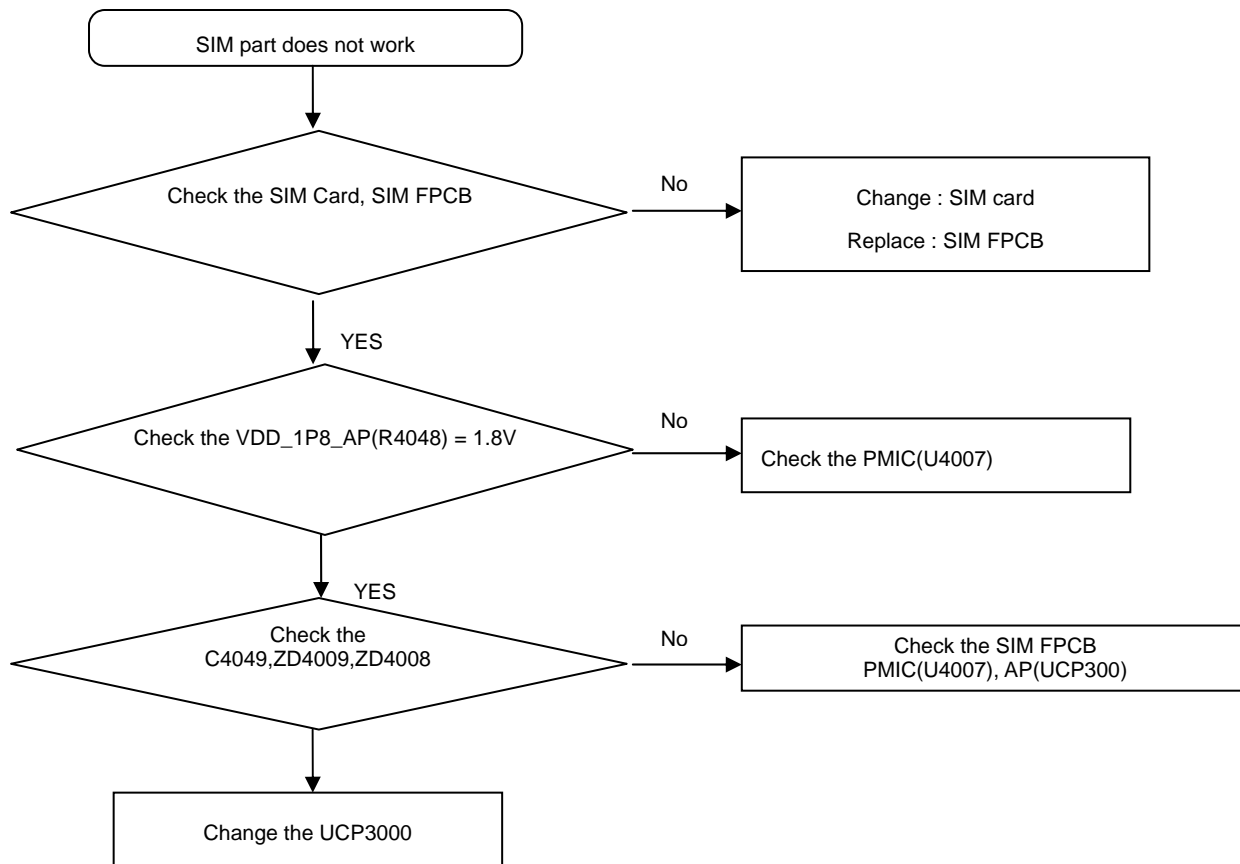 SIM part does not work
Check the SIM Card, SIM FPCB
No
Change : SIM card
Replace : SIM FPCB
YES
Check the VDD_1P8_AP(R4048) = 1.8V
No
Check the PMIC(U4007)
YES
Check the
C4049,ZD4009,ZD4008
No
Check the SIM FPCB
PMIC(U4007), AP(UCP300)
Change the UCP3000